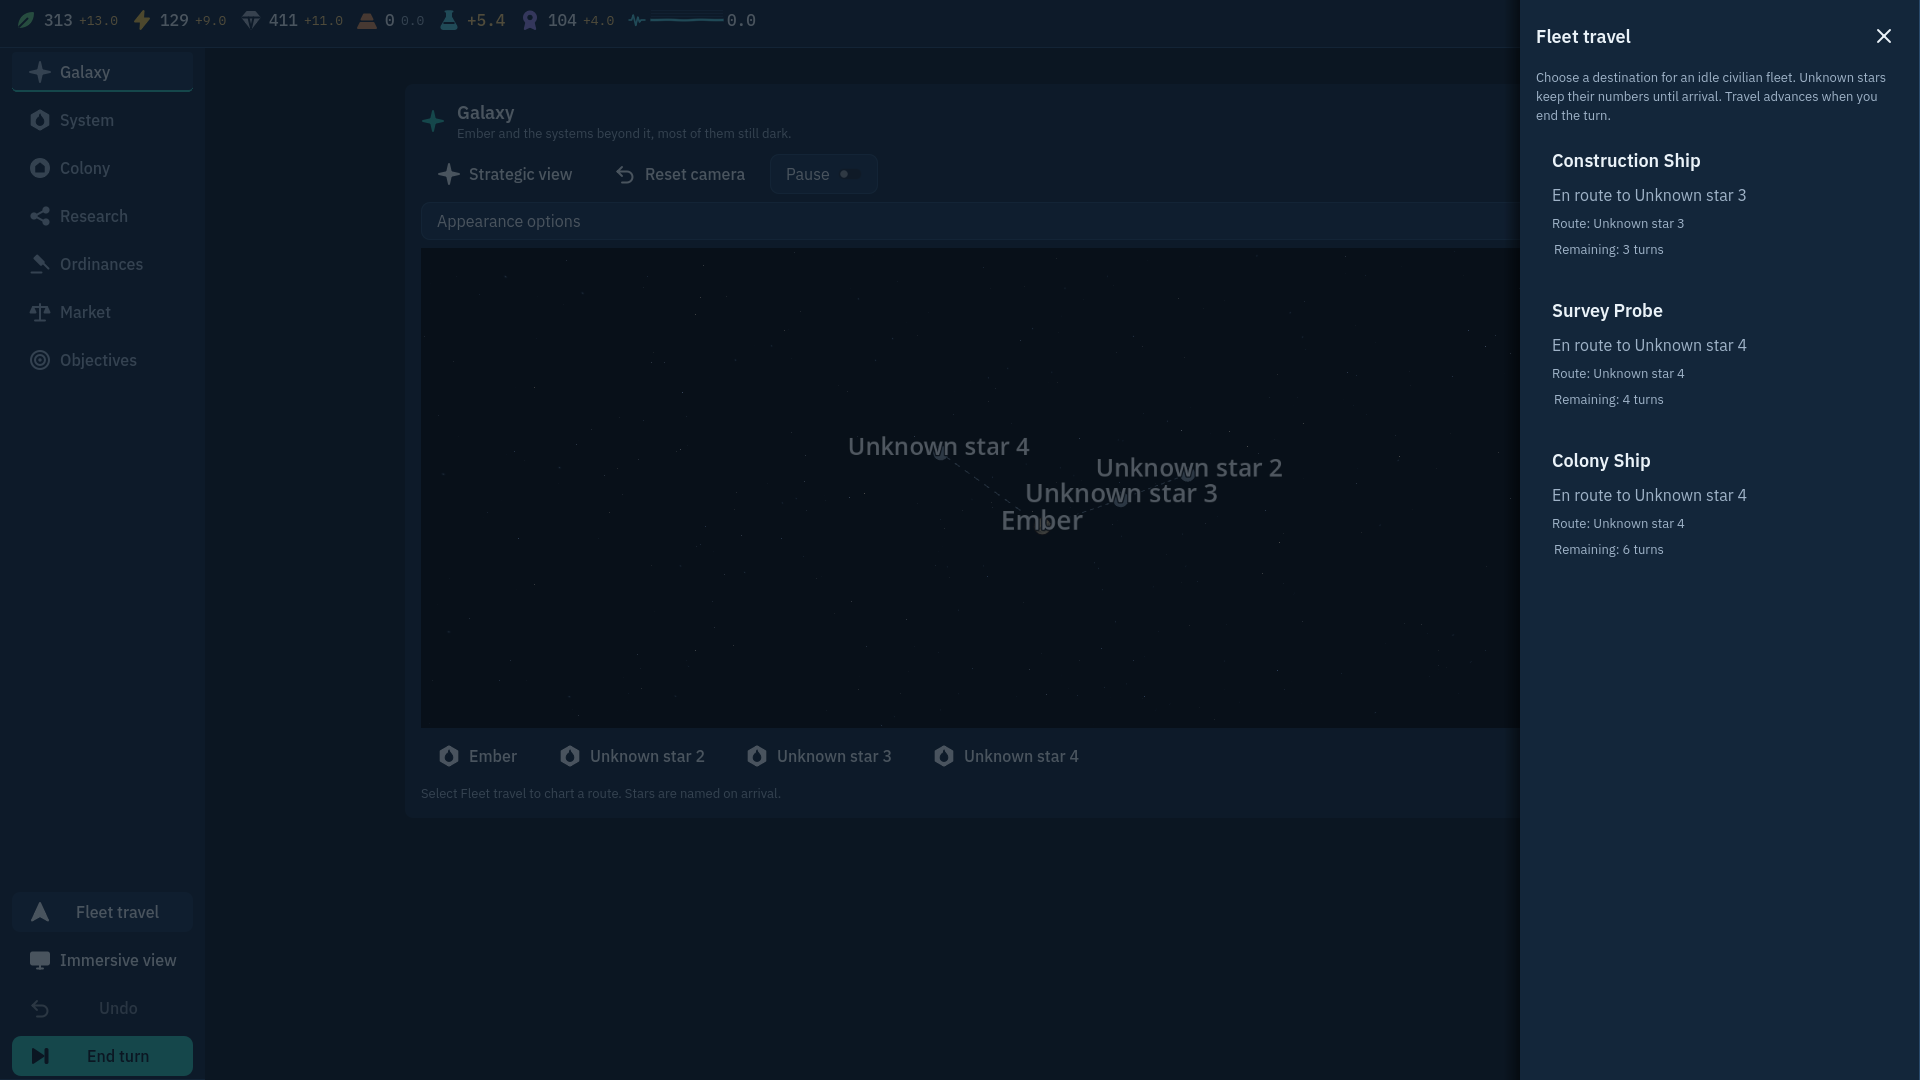 313 +13.0 129 +9.0 411 +11.0 0 0.0 +5.4 104 +4.0 0.0
Galaxy
System
Colony
Research
Ordinances
Market
Objectives
Fleet travel
Immersive view
Undo
End turn
Galaxy
Ember and the systems beyond it, most of them still dark.
Strategic view Reset camera Pause
Appearance options
Unknown star 4
Unknown star 2
Unknown star 3
Ember
Ember Unknown star 2 Unknown star 3 Unknown star 4
Select Fleet travel to chart a route. Stars are named on arrival.
Fleet travel
Choose a destination for an idle civilian fleet. Unknown stars
keep their numbers until arrival. Travel advances when you
end the turn.
Construction Ship
En route to Unknown star 3
Route: Unknown star 3
Remaining: 3 turns
Survey Probe
En route to Unknown star 4
Route: Unknown star 4
Remaining: 4 turns
Colony Ship
En route to Unknown star 4
Route: Unknown star 4
Remaining: 6 turns